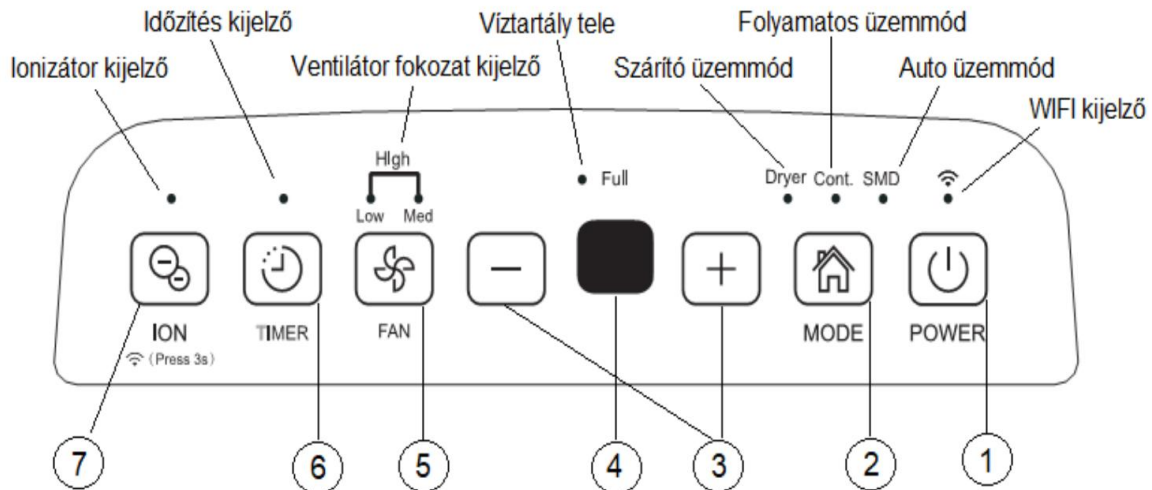 Időzítés kijelző
Víztartály tele
Folyamatos üzemmód
Ionizátor kijelző
Ventilátor fokozat kijelző
Szárító üzemmód
Auto üzemmód
WIFI kijelző
HIgh
Full
Dryer Cont. SMD
Low Med
ION
TIMER
FAN
MODE
POWER
(Press 3s)
7
6
5
4
3
2
1